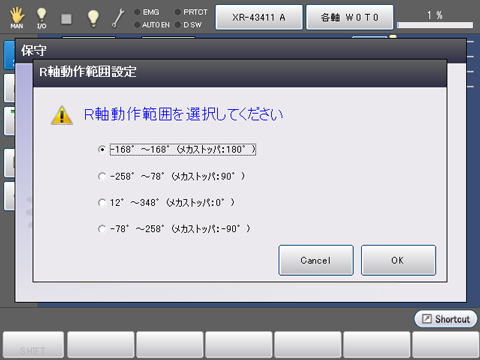 EMG PRTCT
MAN I/O AUTO EN D SW
XR-43411 A
各軸 W 0 T 0
1 %
保守
R軸動作範囲設定
R軸動作範囲を選択してください
-168° ～168° (メカストッパ:180° )
-258° ～78° (メカストッパ:90° )
12° ～348° (メカストッパ:0° )
-78° ～258° (メカストッパ:-90° )
Cancel OK
Shortcut
SHIFT